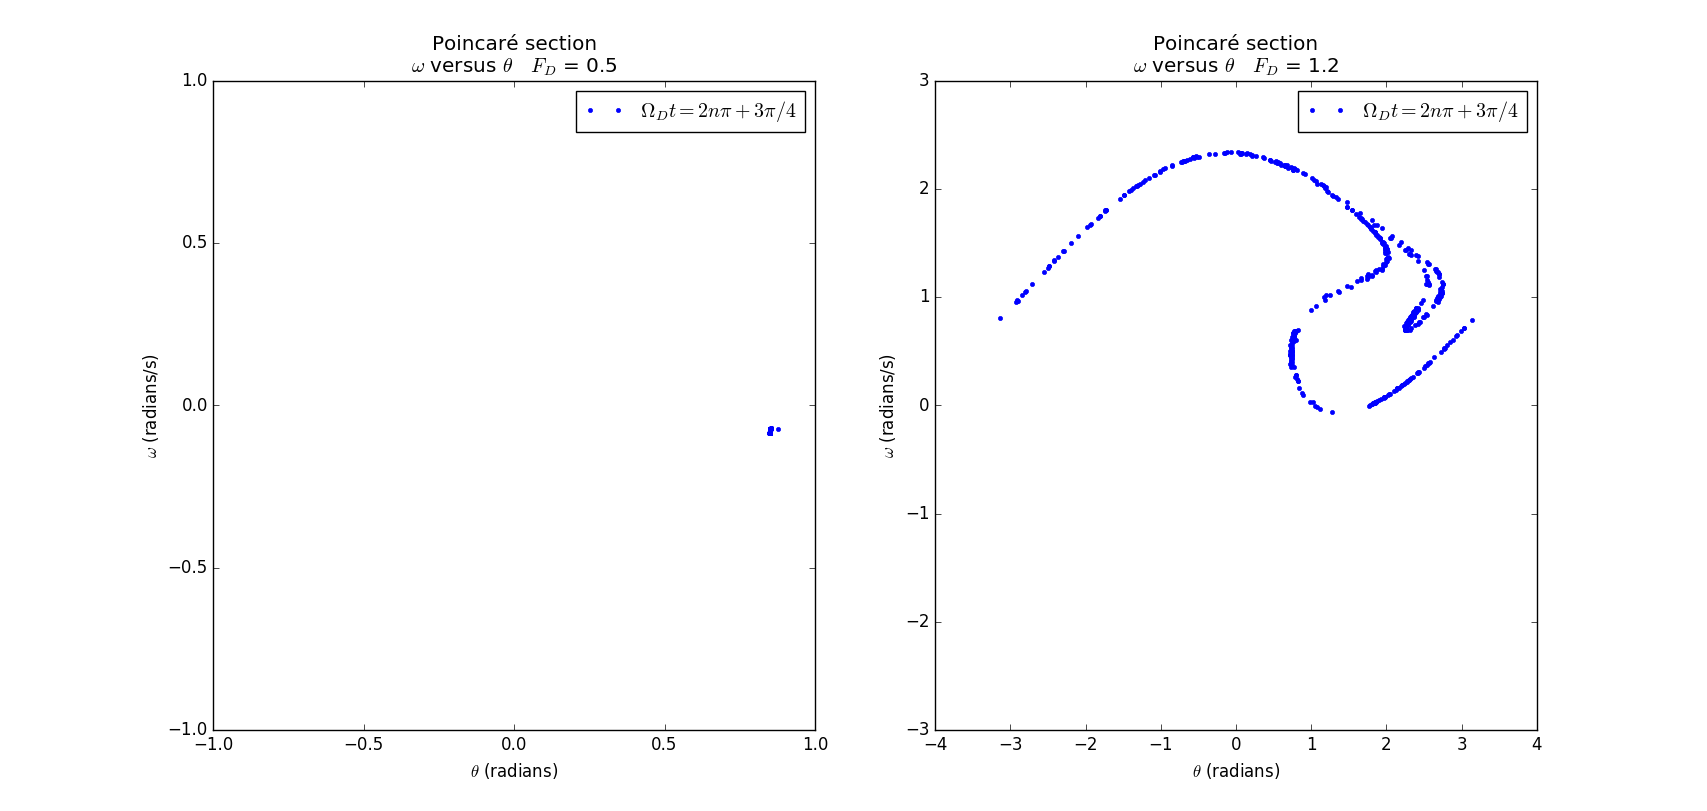 Poincaré section
ω versus θ F_D = 0.5
Ω_D t = 2nπ + 3π/4
1.0
0.5
0.0
−0.5
−1.0
ω (radians/s)
−1.0 −0.5 0.0 0.5 1.0
θ (radians)
Poincaré section
ω versus θ F_D = 1.2
Ω_D t = 2nπ + 3π/4
3
2
1
0
−1
−2
−3
ω (radians/s)
−4 −3 −2 −1 0 1 2 3 4
θ (radians)